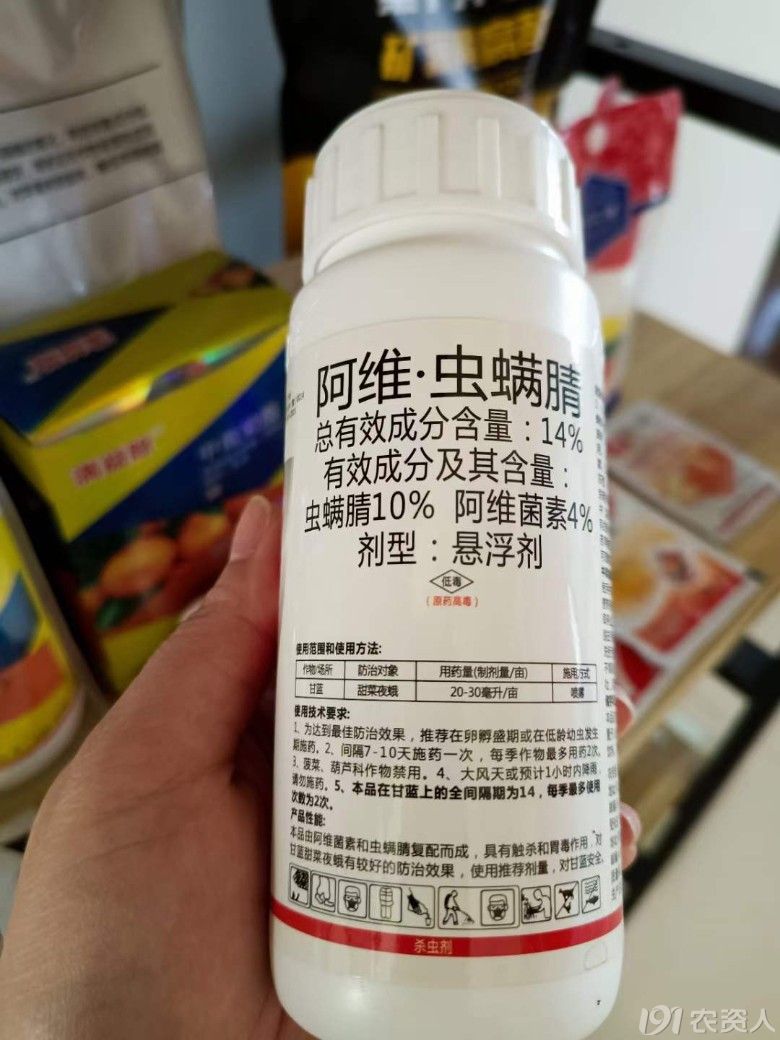 阿维·虫螨腈
总有效成分含量：14%
有效成分及其含量：
虫螨腈10% 阿维菌素4%
剂型：悬浮剂
低毒
（原药高毒）
使用范围和使用方法:
作物/场所 防治对象 用药量(制剂量/亩) 施用方式
甘蓝 甜菜夜蛾 20-30毫升/亩 喷雾
使用技术要求:
1、为达到最佳防治效果，推荐在卵孵盛期或在低龄幼虫发生
期施药。2、间隔7-10天施药一次，每季作物最多用药2次。
3、菠菜、葫芦科作物禁用。4、大风天或预计1小时内降雨，
请勿施药。5、本品在甘蓝上的全间隔期为14，每季最多使用
次数为2次。
产品性能:
本品由阿维菌素和虫螨腈复配而成，具有触杀和胃毒作用，对
甘蓝甜菜夜蛾有较好的防治效果，使用推荐剂量，对甘蓝安全。
杀虫剂
191农资人